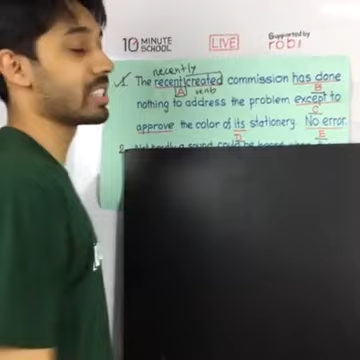 10 MINUTE SCHOOL
LIVE
Supported by
robi
recently
1. The recent created commission has done
A verb B
nothing to address the problem except to
C
approve the color of its stationery. No error.
D E
2.